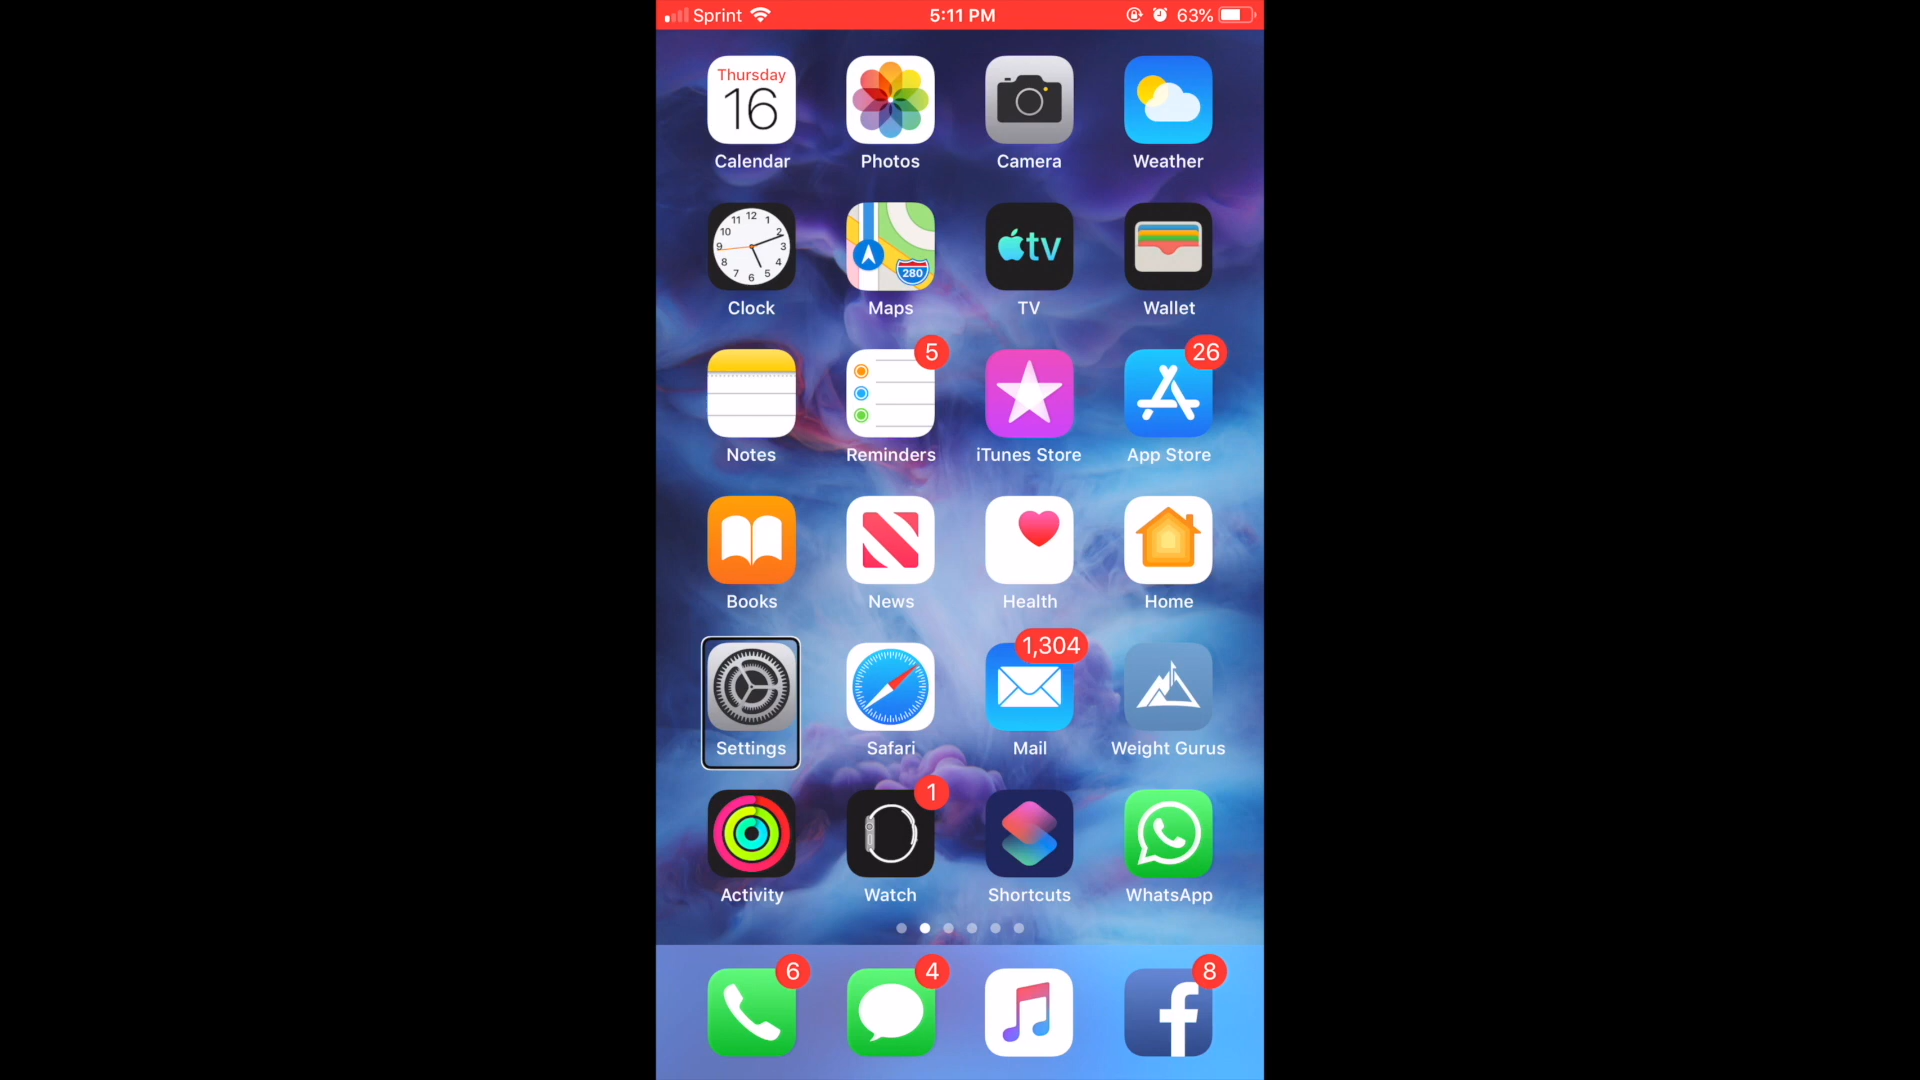 Sprint 5:11 PM 63%
Thursday
16
Calendar Photos Camera Weather
12
11 1
10 2
9 3
8 4
7 5
6
280
tv
Clock Maps TV Wallet
5 26
Notes Reminders iTunes Store App Store
Books News Health Home
1,304
Settings Safari Mail Weight Gurus
1
Activity Watch Shortcuts WhatsApp
6 4 8
f